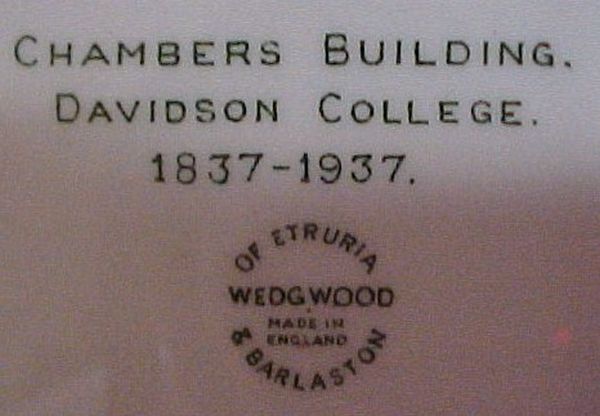 CHAMBERS BUILDING.
DAVIDSON COLLEGE.
1837-1937.
OF ETRURIA
WEDGWOOD
MADE IN
ENGLAND
& BARLASTON